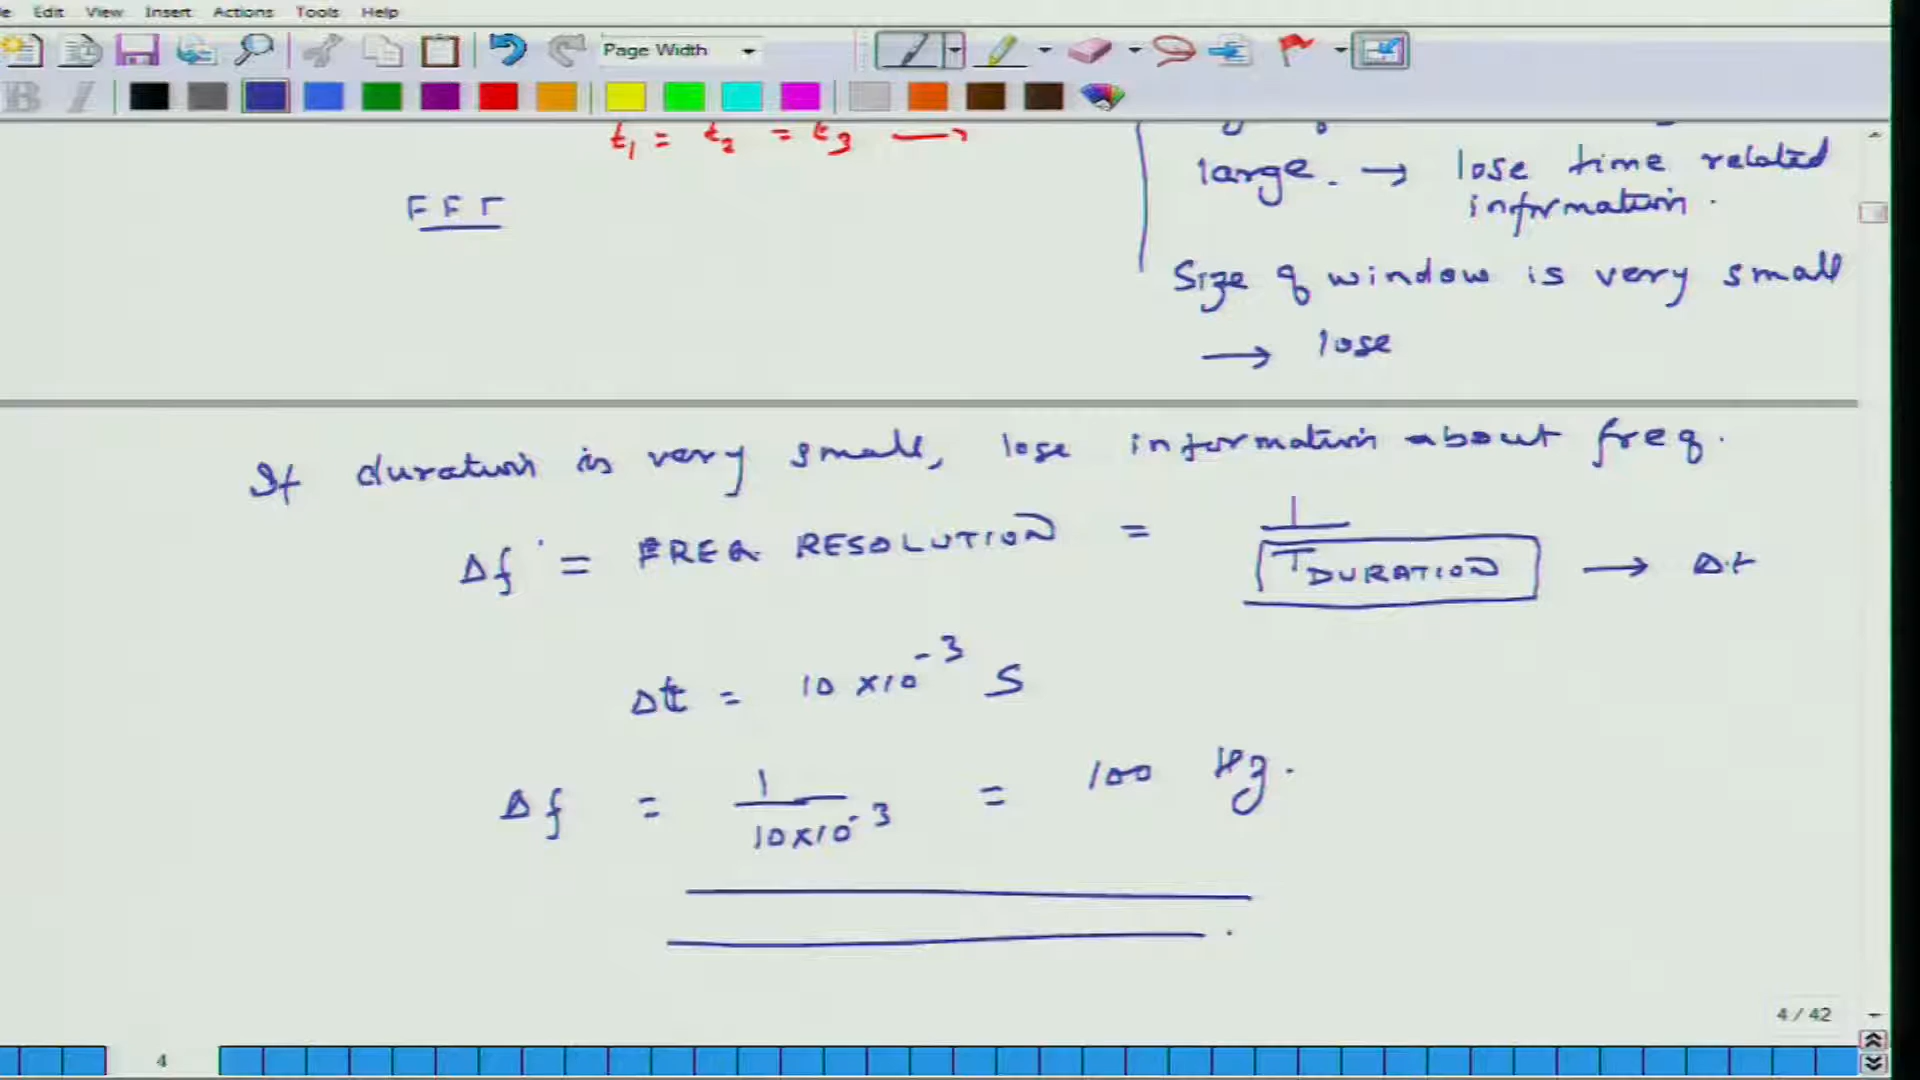 Edit View Insert Actions Tools Help
Page Width
B I
t1 = t2 = t3 →
large. → lose time related
information.
FFT
Size of window is very small
→ lose
If duration is very small, lose information about freq.
Δf = FREQ. RESOLUTION = 1 / T DURATION → Δt
Δt = 10 × 10^-3 S
Δf = 1 / 10×10^-3 = 100 Hz.
4 / 42
4